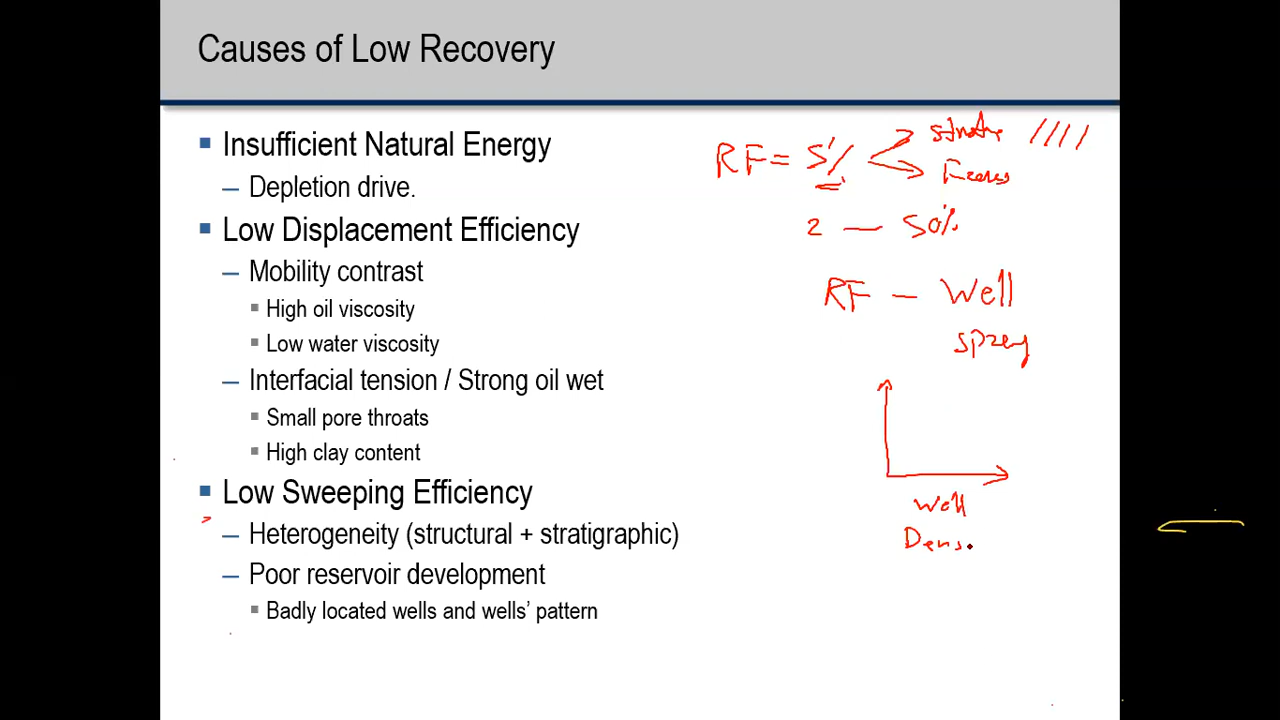 Causes of Low Recovery
Insufficient Natural Energy
– Depletion drive.
Low Displacement Efficiency
– Mobility contrast
High oil viscosity
Low water viscosity
– Interfacial tension / Strong oil wet
Small pore throats
High clay content
Low Sweeping Efficiency
– Heterogeneity (structural + stratigraphic)
– Poor reservoir development
Badly located wells and wells’ pattern
RF = 5%
2 — 50%
RF — Well
Well
Dens